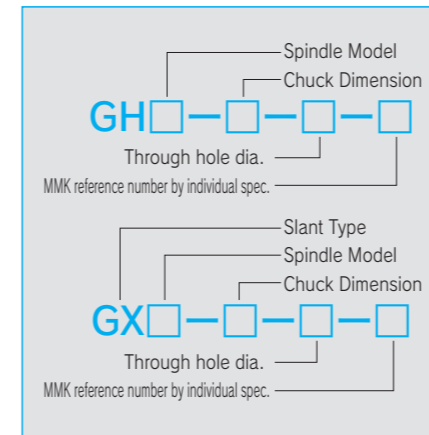 Spindle Model
Chuck Dimension
GH□-□-□-□
Through hole dia.
MMK reference number by individual spec.
Slant Type
Spindle Model
Chuck Dimension
GX□-□-□-□
Through hole dia.
MMK reference number by individual spec.